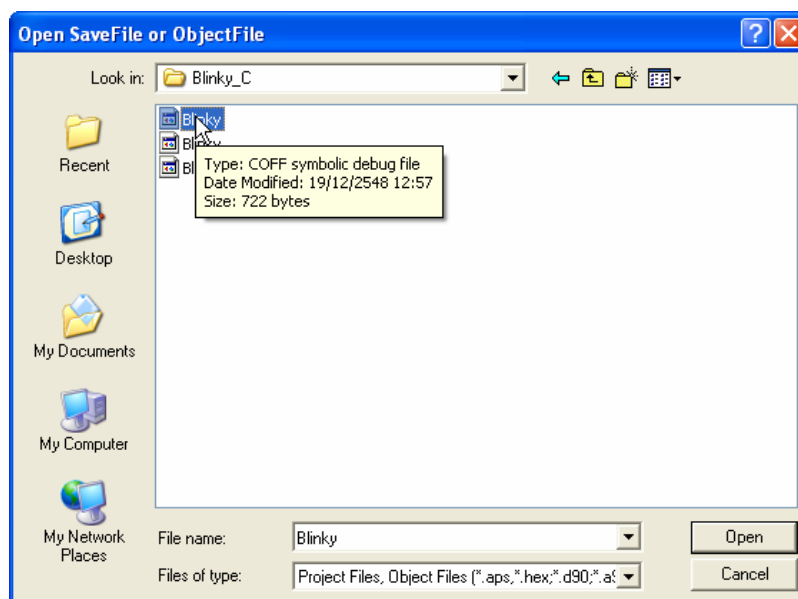 Open SaveFile or ObjectFile
Look in: Blinky_C
Blinky
Bl
Bl
Type: COFF symbolic debug file
Date Modified: 19/12/2548 12:57
Size: 722 bytes
Recent
Desktop
My Documents
My Computer
My Network
Places
File name: Blinky Open
Files of type: Project Files, Object Files (*.aps,*.hex;*.d90;*.a Cancel